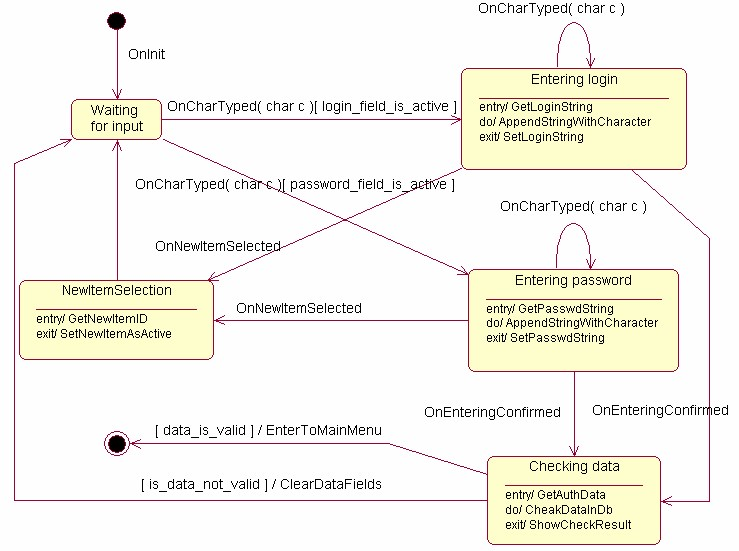 OnCharTyped( char c )
OnInit
Entering login
Waiting
for input
OnCharTyped( char c )[ login_field_is_active ]
entry/ GetLoginString
do/ AppendStringWithCharacter
exit/ SetLoginString
OnCharTyped( char c )[ password_field_is_active ]
OnCharTyped( char c )
OnNewItemSelected
NewItemSelection
entry/ GetNewItemID
exit/ SetNewItemAsActive
Entering password
entry/ GetPasswdString
do/ AppendStringWithCharacter
exit/ SetPasswdString
OnNewItemSelected
OnEnteringConfirmed
OnEnteringConfirmed
[ data_is_valid ] / EnterToMainMenu
[ is_data_not_valid ] / ClearDataFields
Checking data
entry/ GetAuthData
do/ CheakDataInDb
exit/ ShowCheckResult